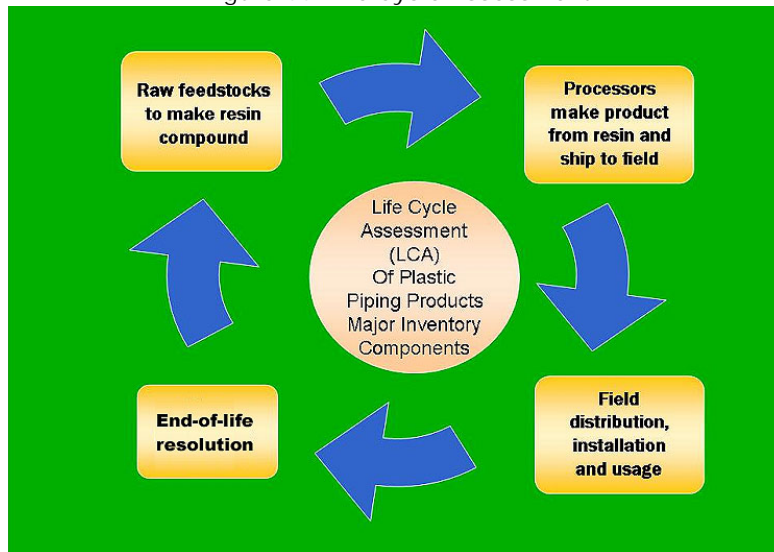 Raw feedstocks
to make resin
compound
Processors
make product
from resin and
ship to field
Life Cycle
Assessment
(LCA)
Of Plastic
Piping Products
Major Inventory
Components
End-of-life
resolution
Field
distribution,
installation
and usage